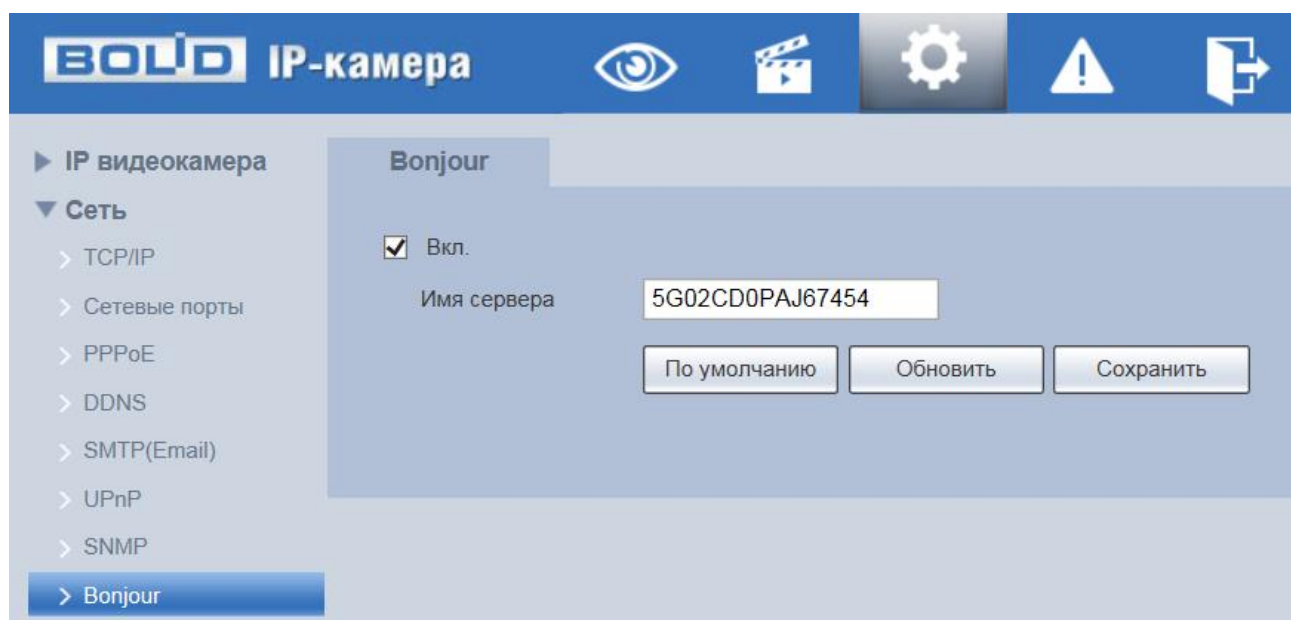 BOLID IP-камера
IP видеокамера
Сеть
TCP/IP
Сетевые порты
PPPoE
DDNS
SMTP(Email)
UPnP
SNMP
Bonjour
Bonjour
Вкл.
Имя сервера 5G02CD0PAJ67454
По умолчанию Обновить Сохранить